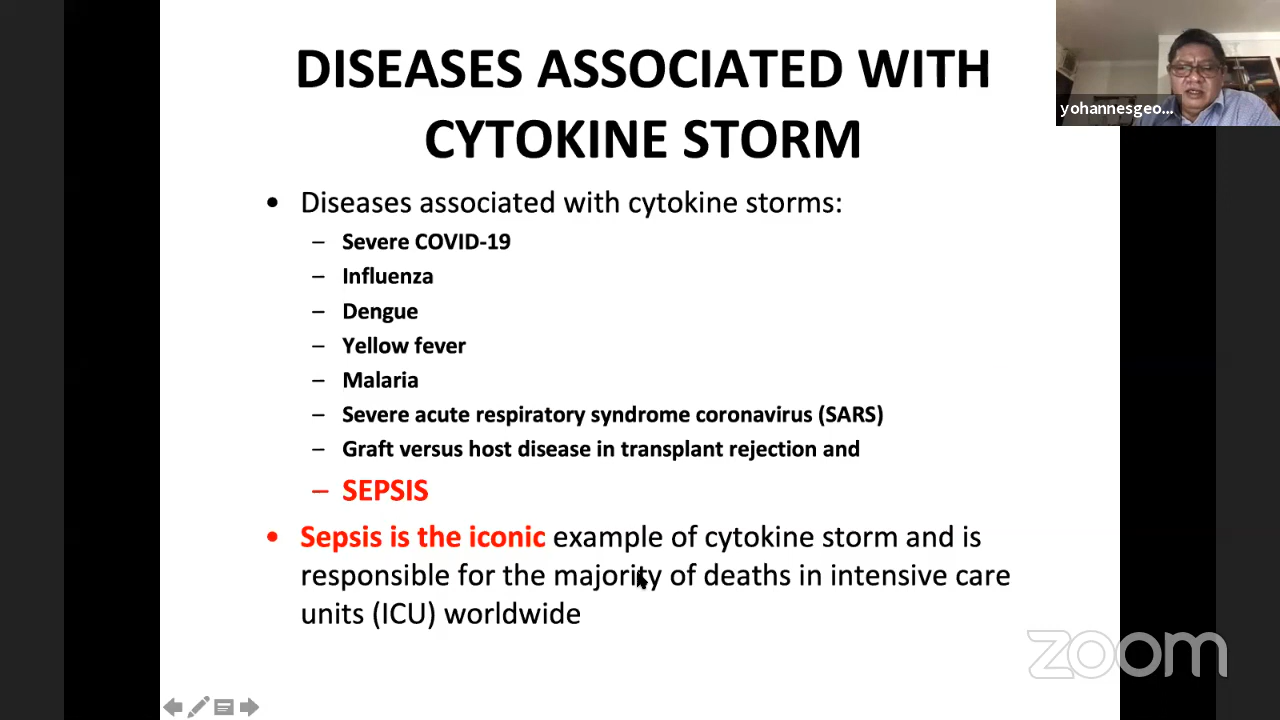 DISEASES ASSOCIATED WITH
CYTOKINE STORM
yohannesgeo...
• Diseases associated with cytokine storms:
– Severe COVID-19
– Influenza
– Dengue
– Yellow fever
– Malaria
– Severe acute respiratory syndrome coronavirus (SARS)
– Graft versus host disease in transplant rejection and
– SEPSIS
• Sepsis is the iconic example of cytokine storm and is
responsible for the majority of deaths in intensive care
units (ICU) worldwide
zoom